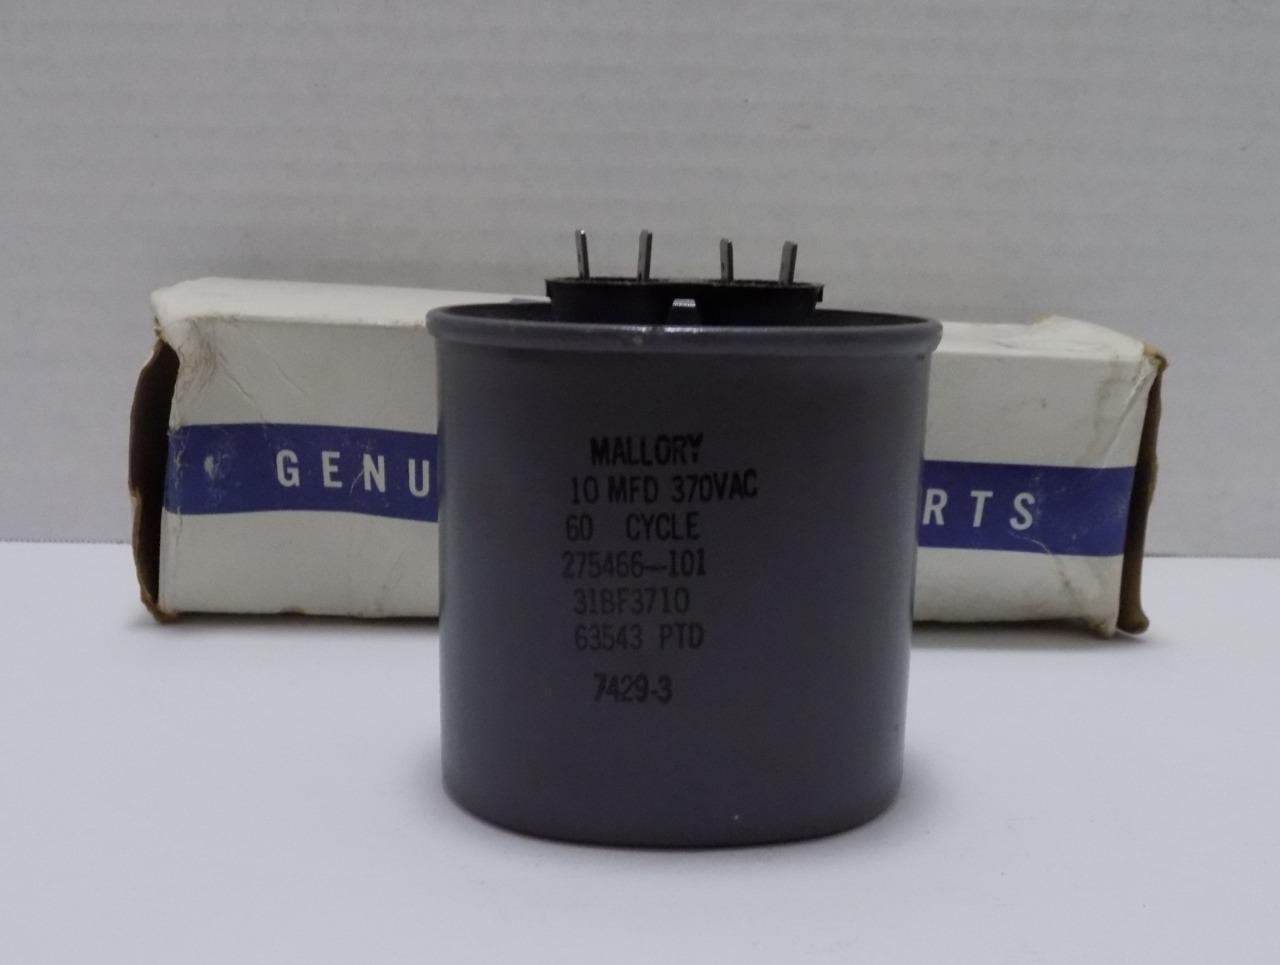 GENU
RTS
MALLORY
10 MFD 370VAC
60 CYCLE
275466-101
31BF3710
63543 PTD
7429-3